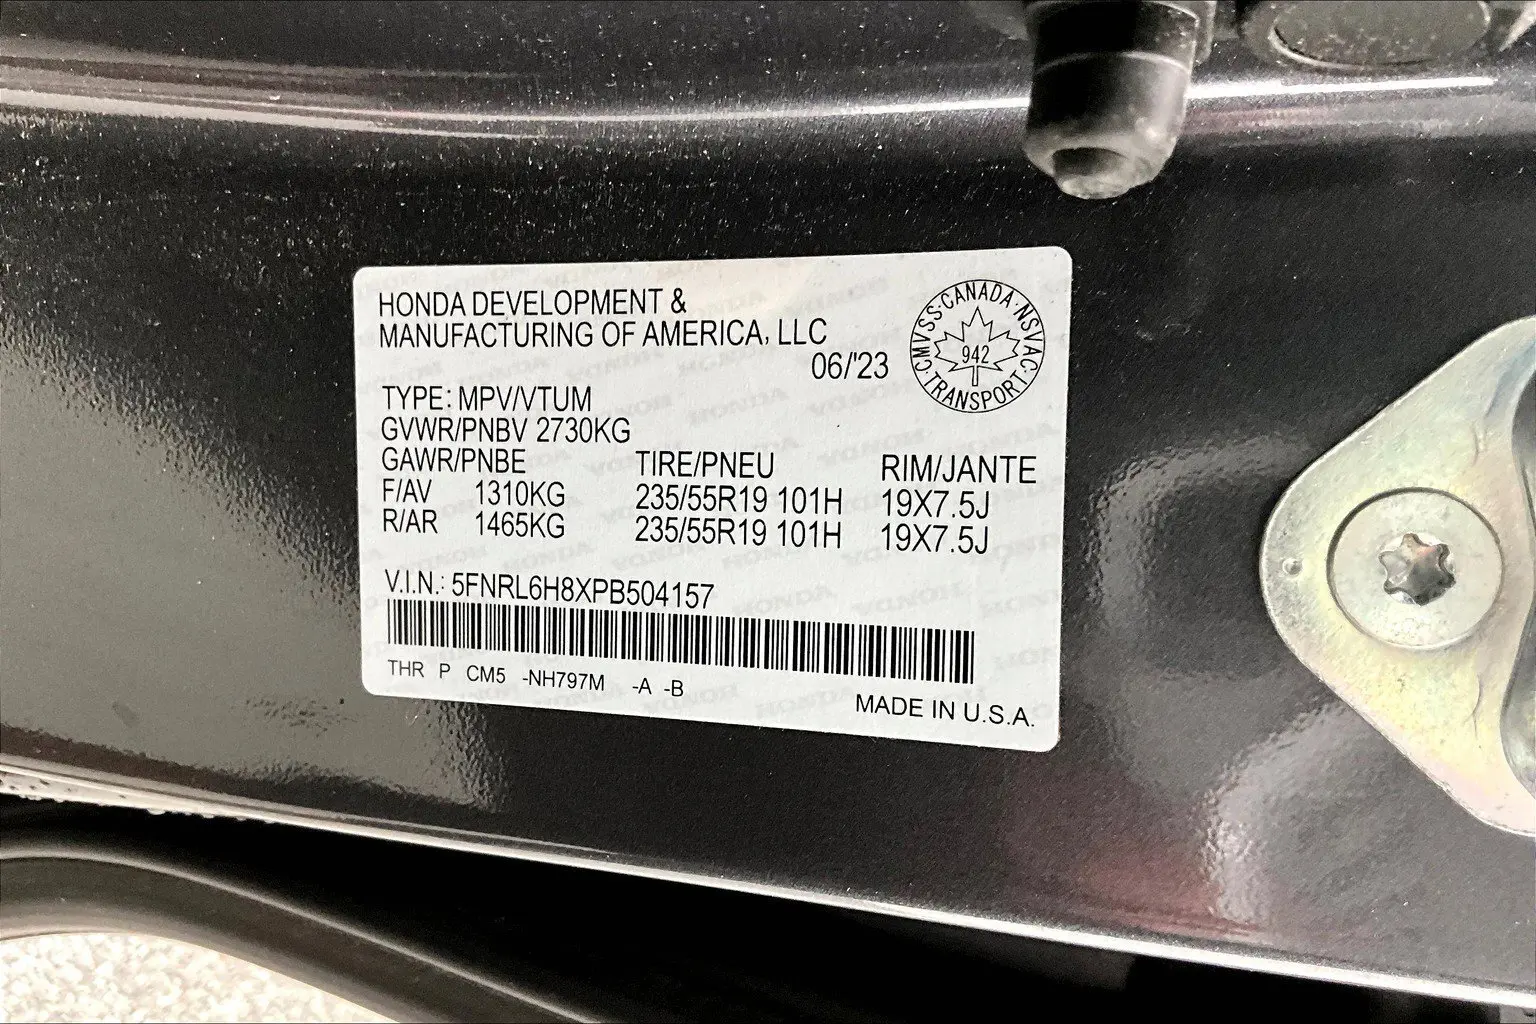 HONDA DEVELOPMENT &
MANUFACTURING OF AMERICA, LLC
06/'23
CMVSS·CANADA·NSVAC·TRANSPORT·
942
TYPE: MPV/VTUM
GVWR/PNBV 2730KG
GAWR/PNBE TIRE/PNEU RIM/JANTE
F/AV 1310KG 235/55R19 101H 19X7.5J
R/AR 1465KG 235/55R19 101H 19X7.5J
V.I.N.: 5FNRL6H8XPB504157
THR P CM5 -NH797M -A -B
MADE IN U.S.A.